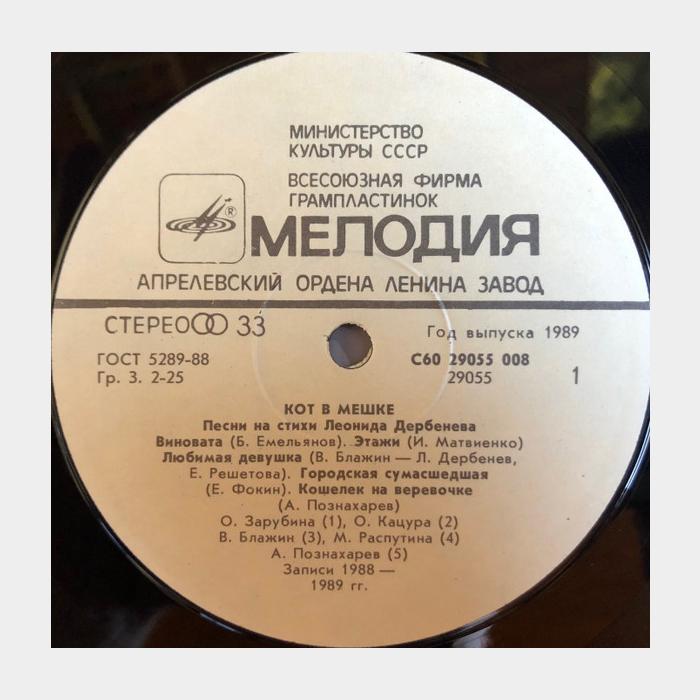 МИНИСТЕРСТВО
КУЛЬТУРЫ СССР
ВСЕСОЮЗНАЯ ФИРМА
ГРАМПЛАСТИНОК
®
МЕЛОДИЯ
АПРЕЛЕВСКИЙ ОРДЕНА ЛЕНИНА ЗАВОД
СТЕРЕО 33
Год выпуска 1989
ГОСТ 5289-88
С60 29055 008
Гр. 3. 2-25
29055 1
КОТ В МЕШКЕ
Песни на стихи Леонида Дербенева
Виновата (Б. Емельянов). Этажи (И. Матвиенко)
Любимая девушка (В. Блажин — Л. Дербенев,
Е. Решетова). Городская сумасшедшая
(Е. Фокин). Кошелек на веревочке
(А. Познахарев)
О. Зарубина (1), О. Кацура (2)
В. Блажин (3), М. Распутина (4)
А. Познахарев (5)
Записи 1988 —
1989 гг.